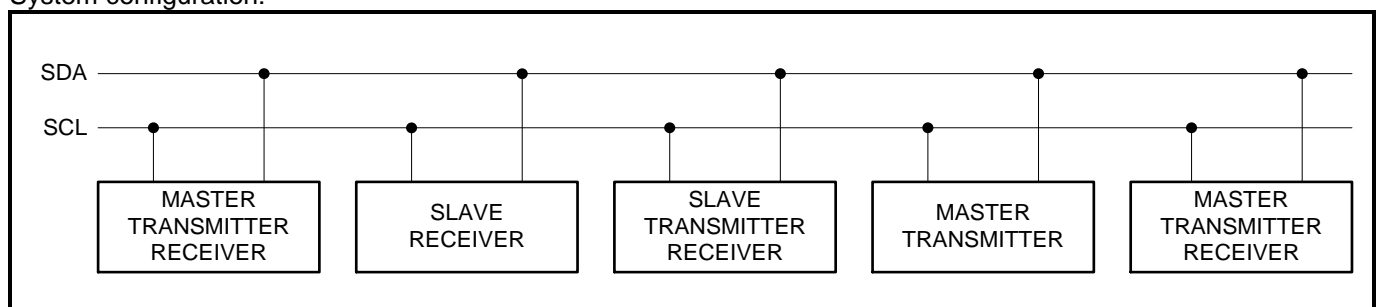 System configuration.
SDA
SCL
MASTER
TRANSMITTER
RECEIVER
SLAVE
RECEIVER
SLAVE
TRANSMITTER
RECEIVER
MASTER
TRANSMITTER
MASTER
TRANSMITTER
RECEIVER